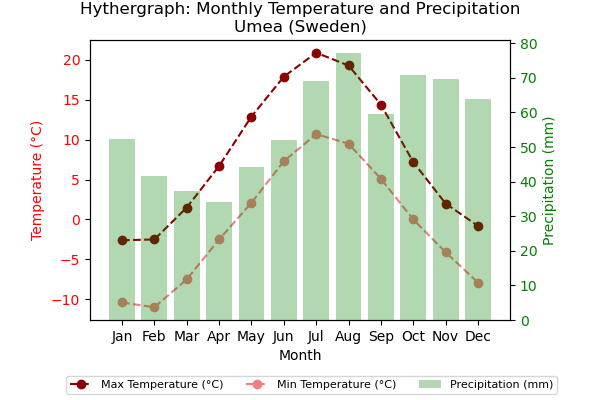 Hythergraph: Monthly Temperature and Precipitation
Umea (Sweden)
Temperature (°C)
20
15
10
5
0
−5
−10
80
70
60
50
40
30
20
10
0
Precipitation (mm)
Jan Feb Mar Apr May Jun Jul Aug Sep Oct Nov Dec
Month
Max Temperature (°C) Min Temperature (°C) Precipitation (mm)